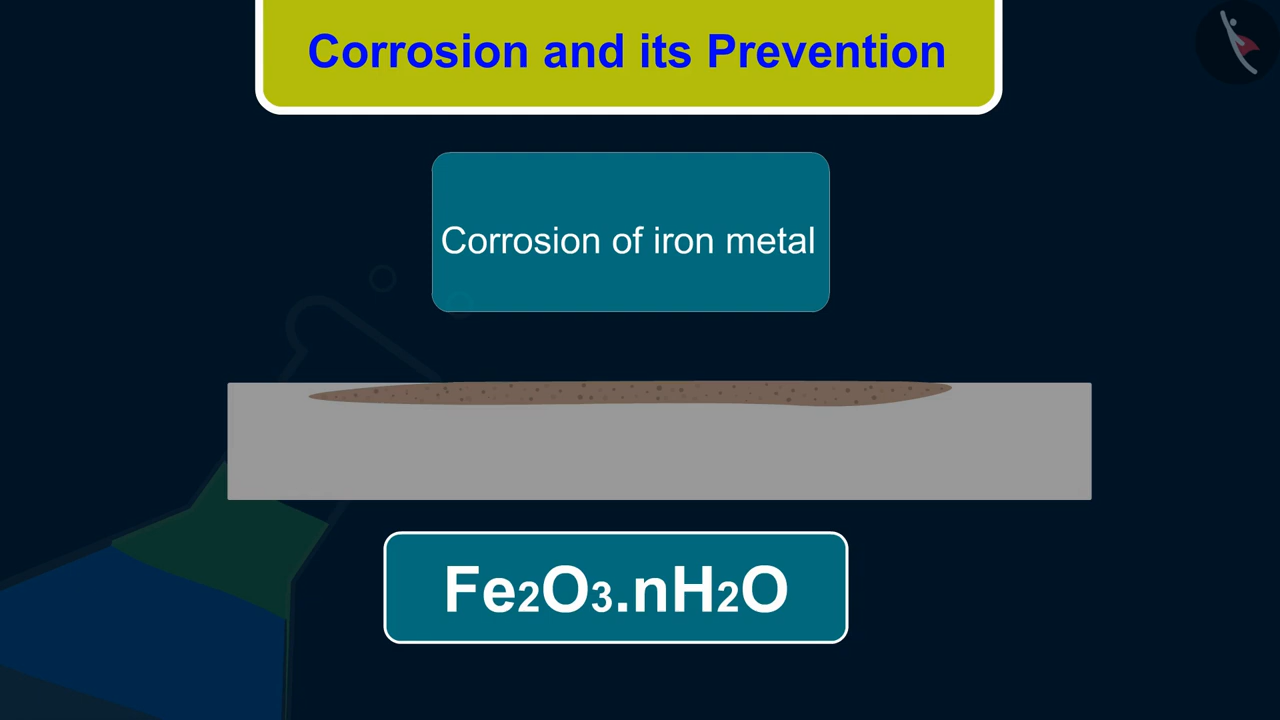 Corrosion and its Prevention
Corrosion of iron metal
Fe₂O₃.nH₂O